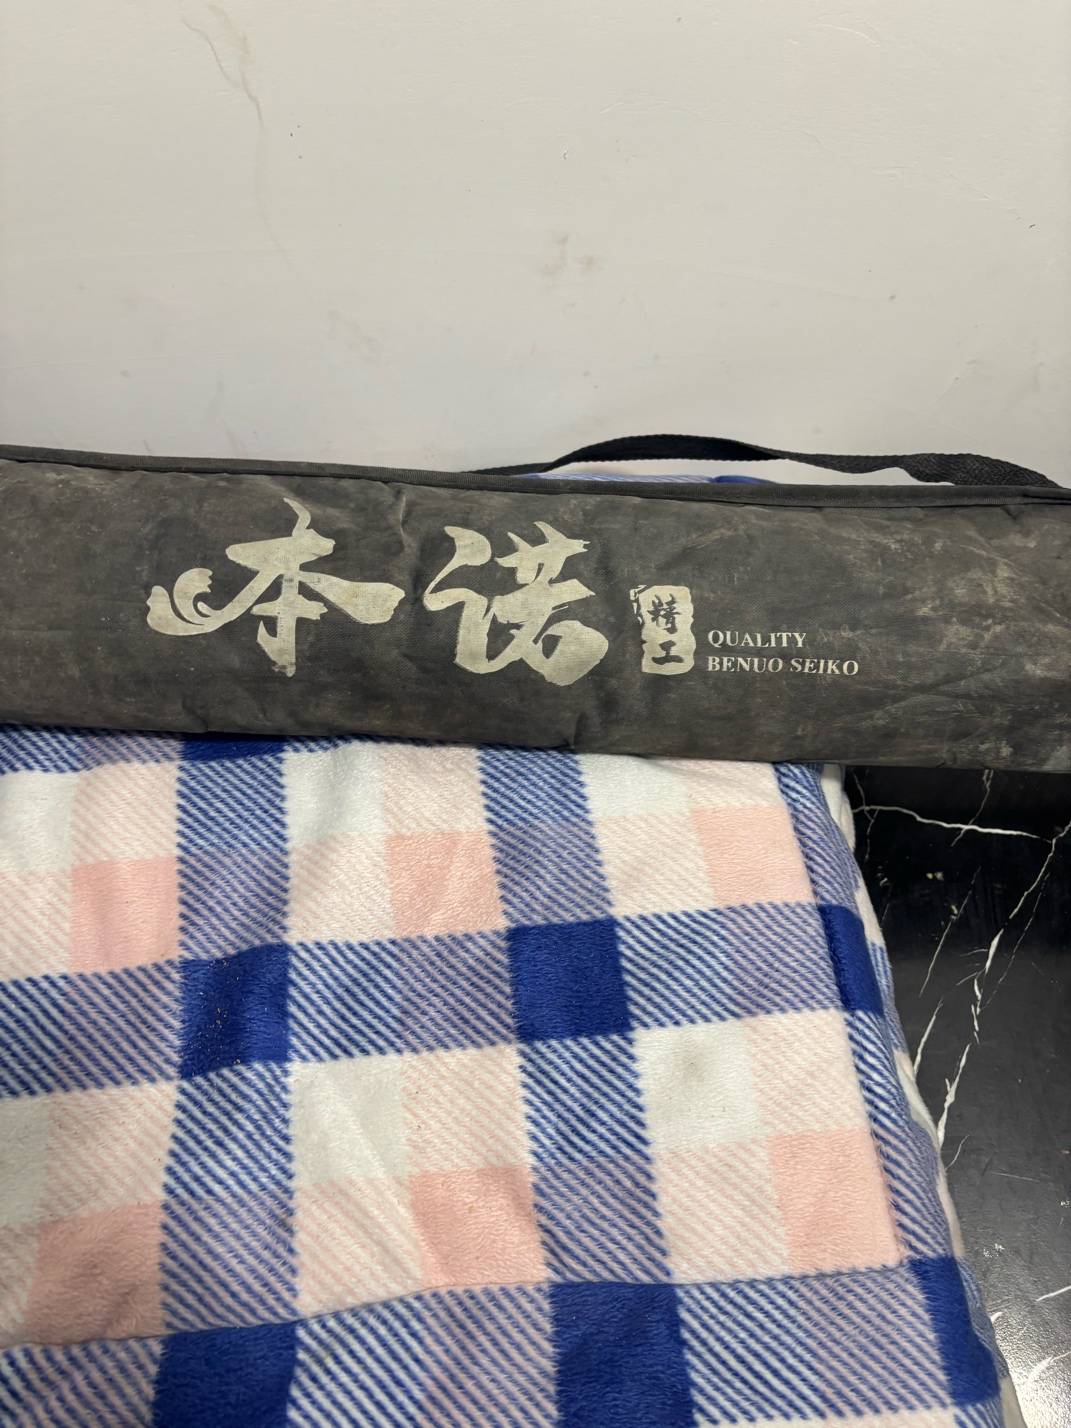 本诺
精工
QUALITY
BENUO SEIKO